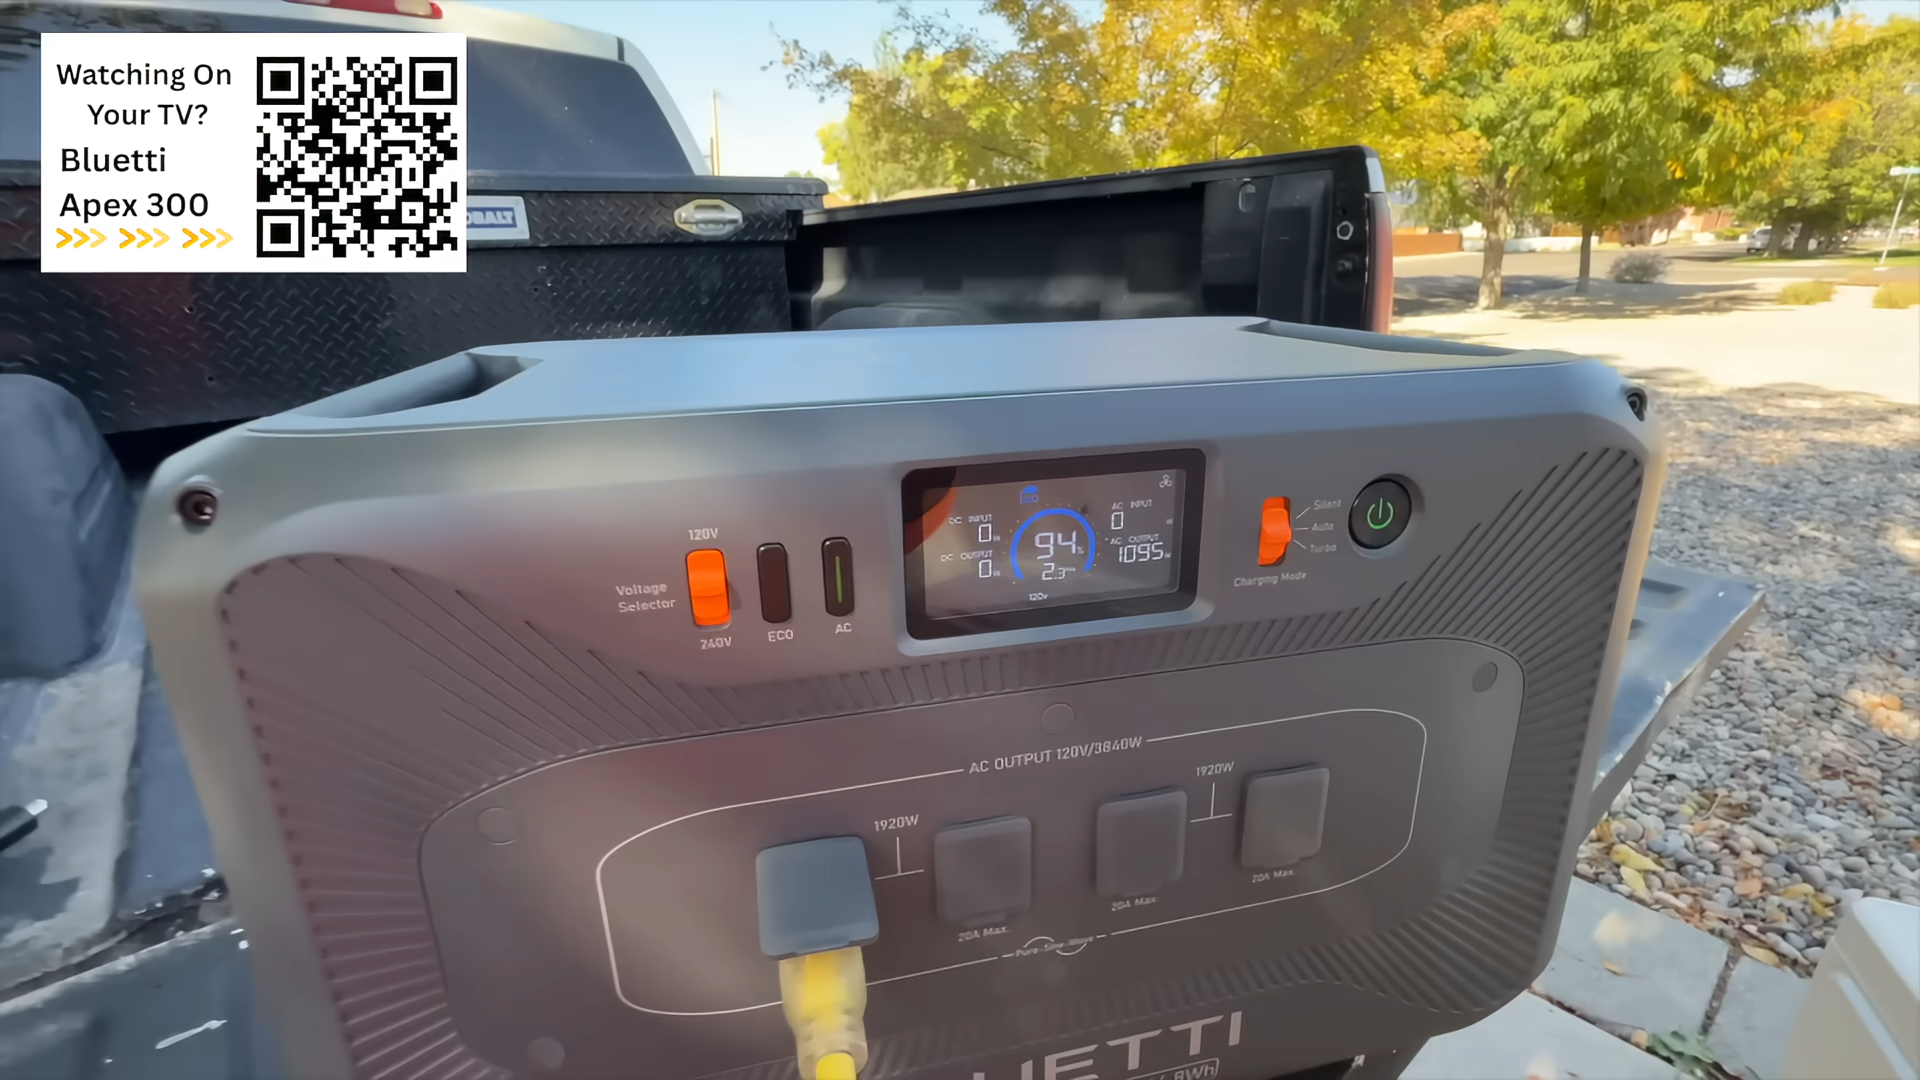 Watching On
Your TV?
Bluetti
Apex 300
120V
Voltage
Selector
240V
ECO
AC
DC INPUT
0
DC OUTPUT
0
94%
2.3
120v
AC INPUT
0
AC OUTPUT
1095
Silent
Auto
Turbo
Charging Mode
AC OUTPUT 120V/3840W
1920W
1920W
20A Max.
20A Max.
20A Max.
Pure Sine Wave